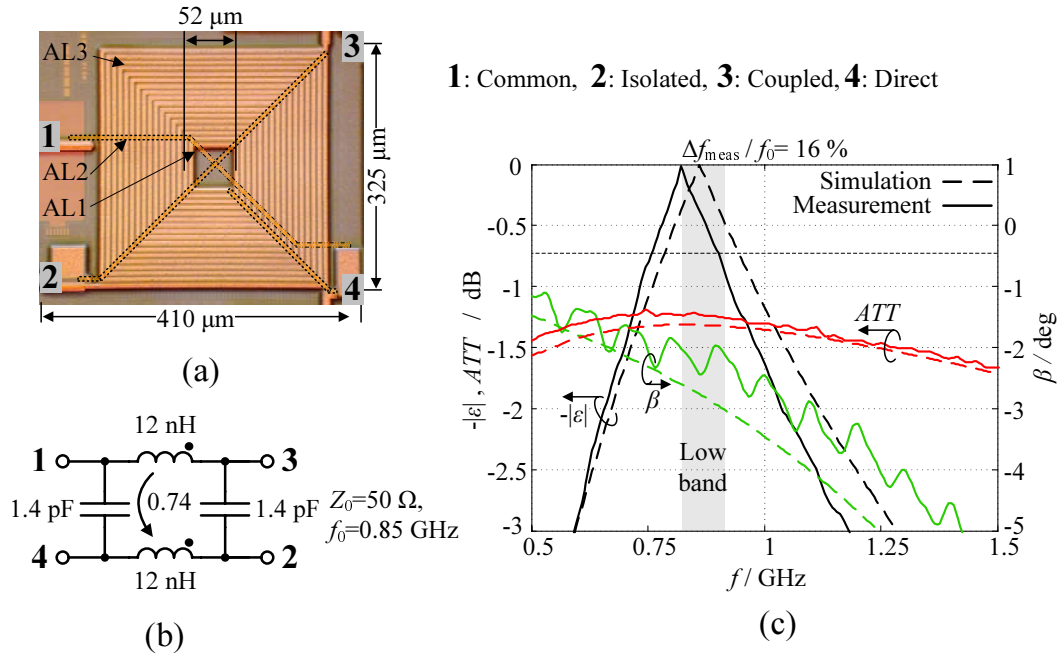 52 μm
AL3
3
1
AL2
AL1
2
4
325 μm
410 μm
(a)
12 nH
1
3
1.4 pF
0.74
1.4 pF
4
2
12 nH
Z0=50 Ω,
f0=0.85 GHz
(b)
1: Common, 2: Isolated, 3: Coupled, 4: Direct
Δfmeas / f0= 16 %
Simulation
Measurement
0
-0.5
-1
-1.5
-2
-2.5
-3
-|ε| , ATT / dB
1
0
-1
-2
-3
-4
-5
β / deg
ATT
β
-|ε|
Low
band
0.5
0.75
1
1.25
1.5
f / GHz
(c)